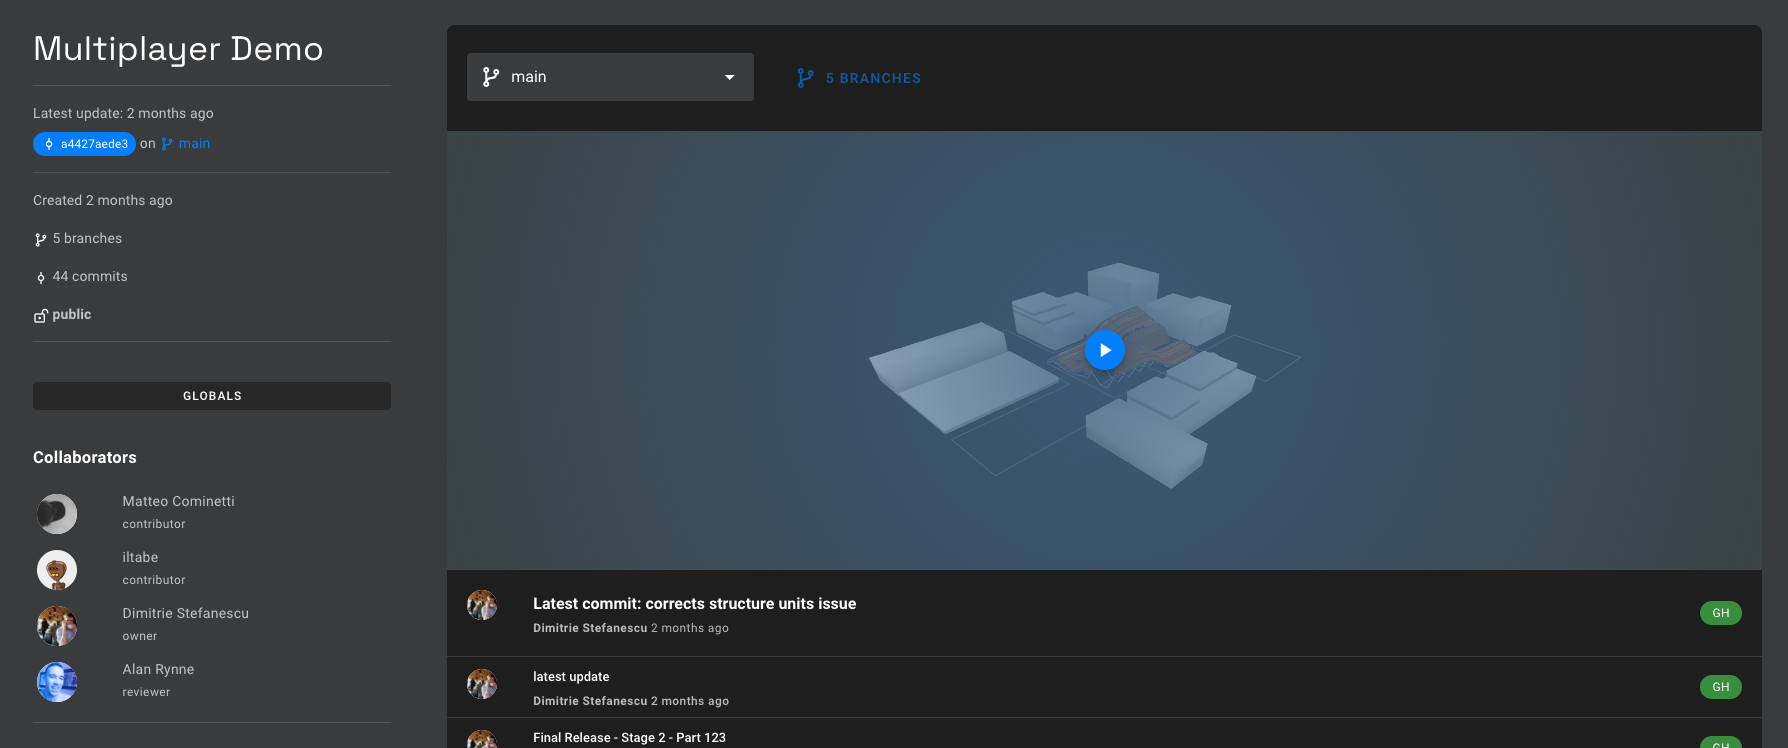 Multiplayer Demo
Latest update: 2 months ago
a4427aede3 on main
Created 2 months ago
5 branches
44 commits
public
GLOBALS
Collaborators
Matteo Cominetti
contributor
iltabe
contributor
Dimitrie Stefanescu
owner
Alan Rynne
reviewer
main
5 BRANCHES
Latest commit: corrects structure units issue
Dimitrie Stefanescu 2 months ago
GH
latest update
Dimitrie Stefanescu 2 months ago
GH
Final Release - Stage 2 - Part 123
GH